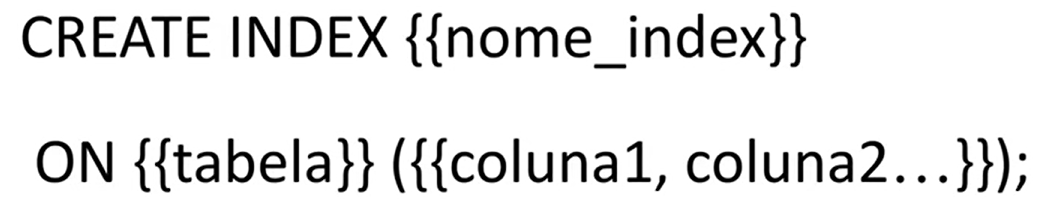 CREATE INDEX {{nome_index}}
ON {{tabela}} ({{coluna1, coluna2...}});